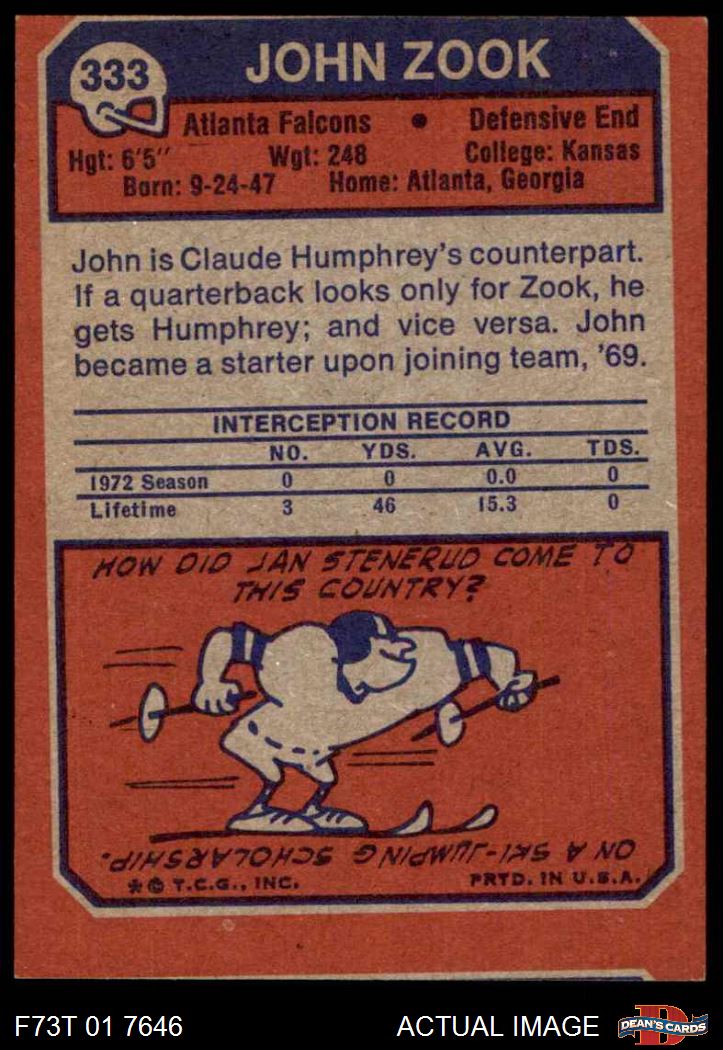 333
JOHN ZOOK
Atlanta Falcons • Defensive End
Hgt: 6'5" Wgt: 248 College: Kansas
Born: 9-24-47 Home: Atlanta, Georgia
John is Claude Humphrey's counterpart.
If a quarterback looks only for Zook, he
gets Humphrey; and vice versa. John
became a starter upon joining team, '69.
INTERCEPTION RECORD
NO. YDS. AVG. TDS.
1972 Season 0 0 0.0 0
Lifetime 3 46 15.3 0
HOW DID JAN STENERUD COME TO
THIS COUNTRY?
ON A SKI-JUMPING SCHOLARSHIP.
*© T.C.G., INC. PRTD. IN U.S.A.
F73T 01 7646 ACTUAL IMAGE D DEAN'S CARDS